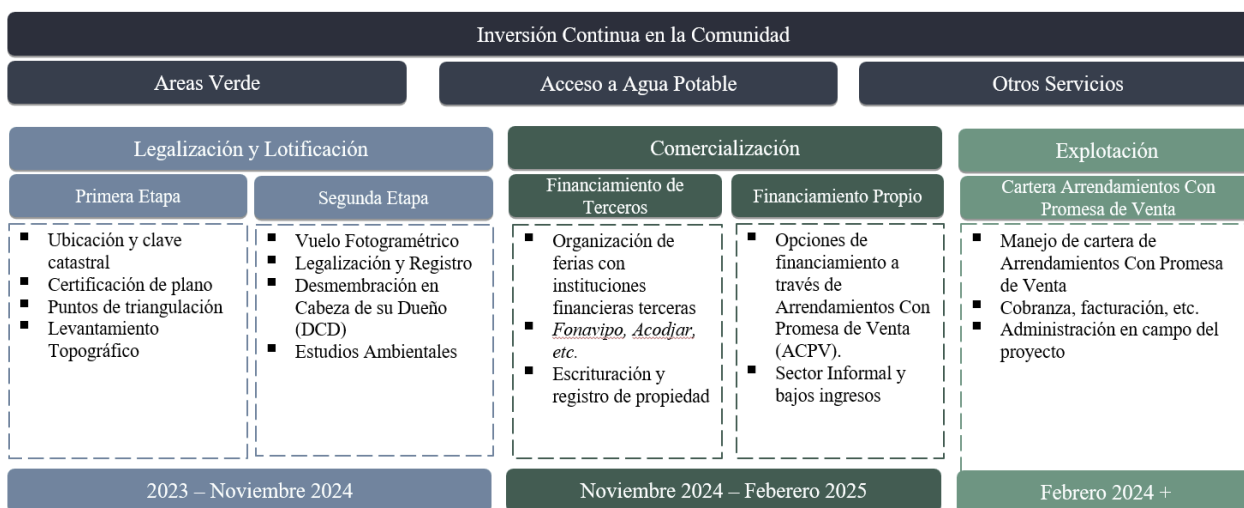 Inversión Continua en la Comunidad
Areas Verde
Acceso a Agua Potable
Otros Servicios
Legalización y Lotificación
Primera Etapa
▪ Ubicación y clave
catastral
▪ Certificación de plano
▪ Puntos de triangulación
▪ Levantamiento
Topográfico
Segunda Etapa
▪ Vuelo Fotogramétrico
▪ Legalización y Registro
▪ Desmembración en
Cabeza de su Dueño
(DCD)
▪ Estudios Ambientales
2023 – Noviembre 2024
Comercialización
Financiamiento de
Terceros
▪ Organización de
ferias con
instituciones
financieras terceras
▪ Fonavipo, Acodjar,
etc.
▪ Escrituración y
registro de propiedad
Financiamiento Propio
▪ Opciones de
financiamiento a
través de
Arrendamientos Con
Promesa de Venta
(ACPV).
▪ Sector Informal y
bajos ingresos
Noviembre 2024 – Feberero 2025
Explotación
Cartera Arrendamientos Con
Promesa de Venta
▪ Manejo de cartera de
Arrendamientos Con Promesa
de Venta
▪ Cobranza, facturación, etc.
▪ Administración en campo del
proyecto
Febrero 2024 +